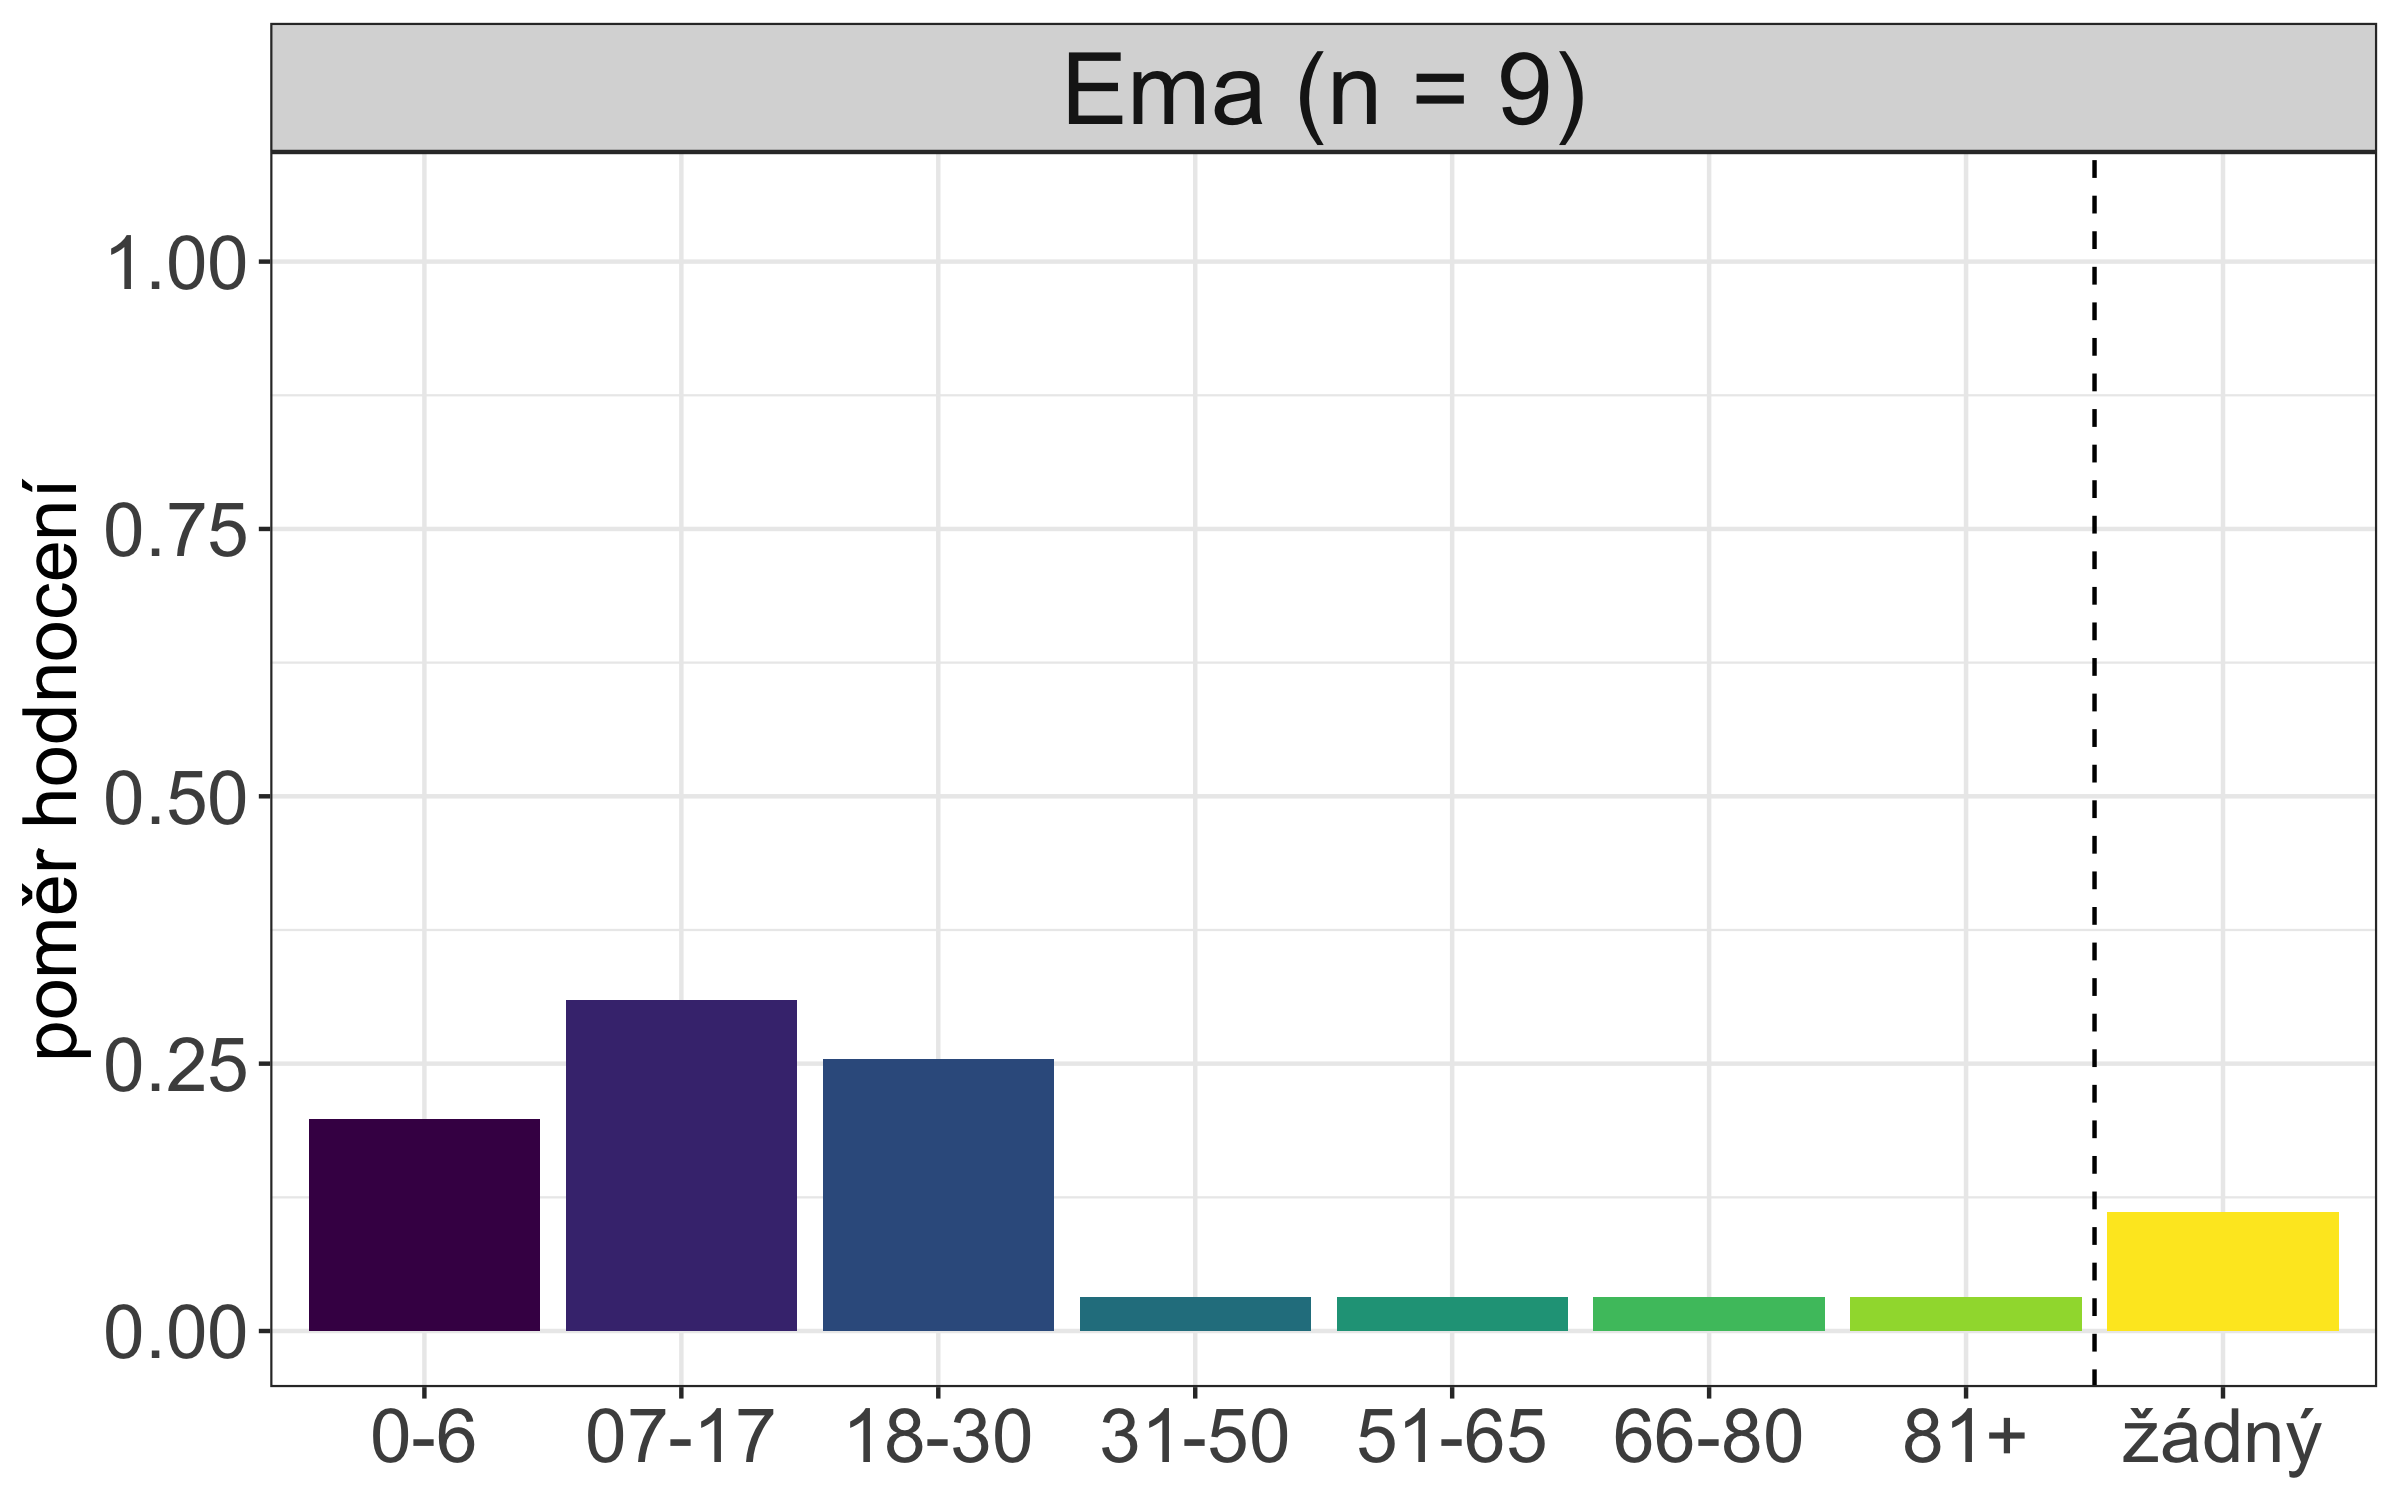 Ema (n = 9)
poměr hodnocení
1.00
0.75
0.50
0.25
0.00
0-6 07-17 18-30 31-50 51-65 66-80 81+ žádný